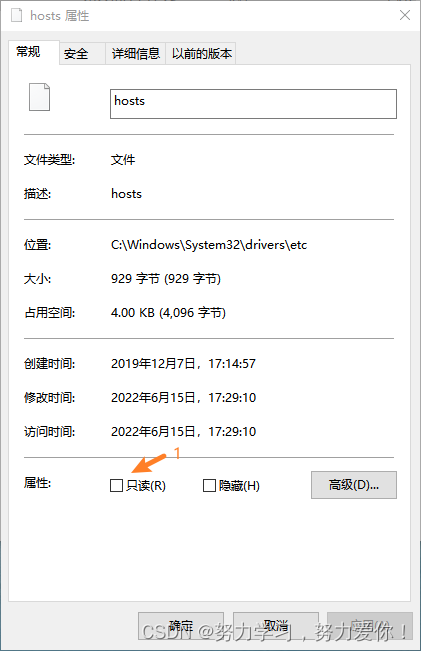 hosts 属性
常规 安全 详细信息 以前的版本
hosts
文件类型: 文件
描述: hosts
位置: C:\Windows\System32\drivers\etc
大小: 929 字节 (929 字节)
占用空间: 4.00 KB (4,096 字节)
创建时间: 2019年12月7日，17:14:57
修改时间: 2022年6月15日，17:29:10
访问时间: 2022年6月15日，17:29:10
1
属性: 只读(R) 隐藏(H) 高级(D)...
确定 取消
CSDN @努力学习，努力爱你！